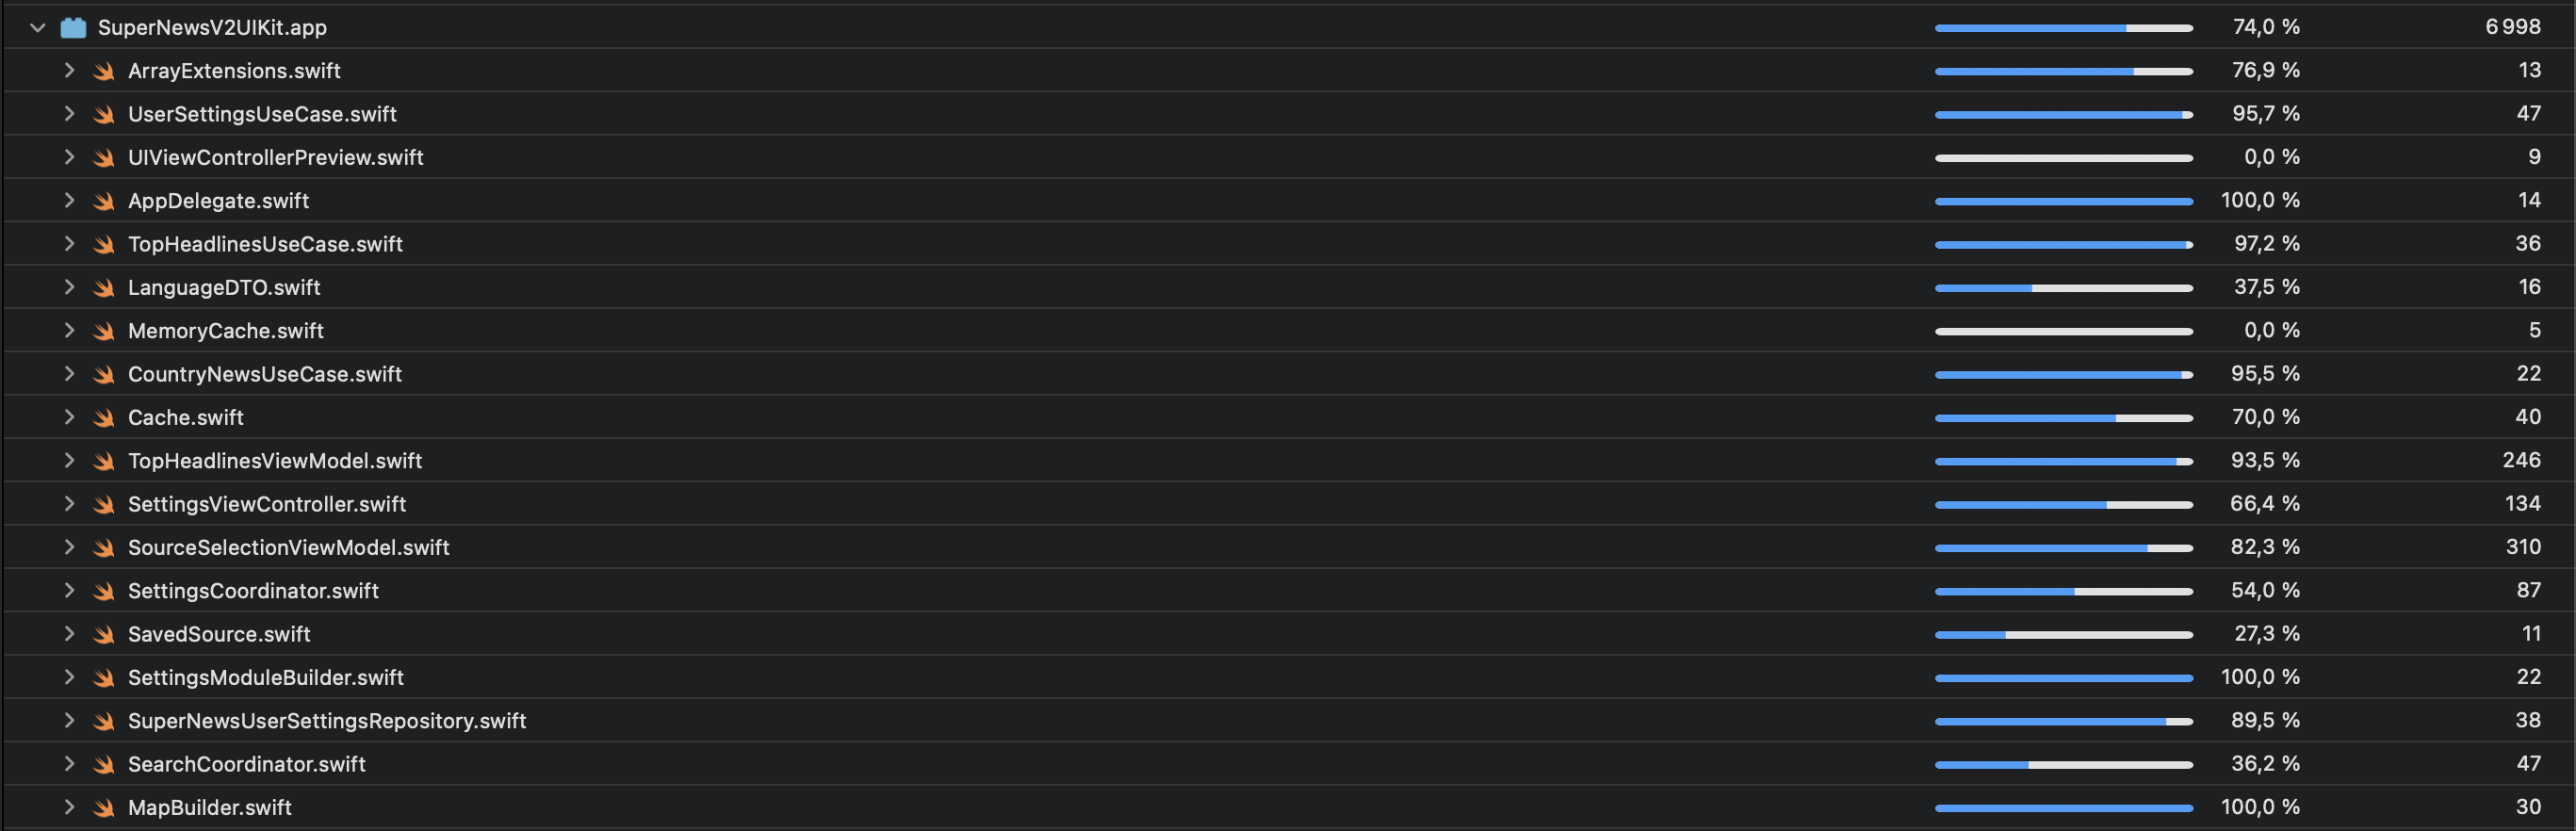 SuperNewsV2UIKit.app 74,0 % 6 998
ArrayExtensions.swift 76,9 % 13
UserSettingsUseCase.swift 95,7 % 47
UIViewControllerPreview.swift 0,0 % 9
AppDelegate.swift 100,0 % 14
TopHeadlinesUseCase.swift 97,2 % 36
LanguageDTO.swift 37,5 % 16
MemoryCache.swift 0,0 % 5
CountryNewsUseCase.swift 95,5 % 22
Cache.swift 70,0 % 40
TopHeadlinesViewModel.swift 93,5 % 246
SettingsViewController.swift 66,4 % 134
SourceSelectionViewModel.swift 82,3 % 310
SettingsCoordinator.swift 54,0 % 87
SavedSource.swift 27,3 % 11
SettingsModuleBuilder.swift 100,0 % 22
SuperNewsUserSettingsRepository.swift 89,5 % 38
SearchCoordinator.swift 36,2 % 47
MapBuilder.swift 100,0 % 30